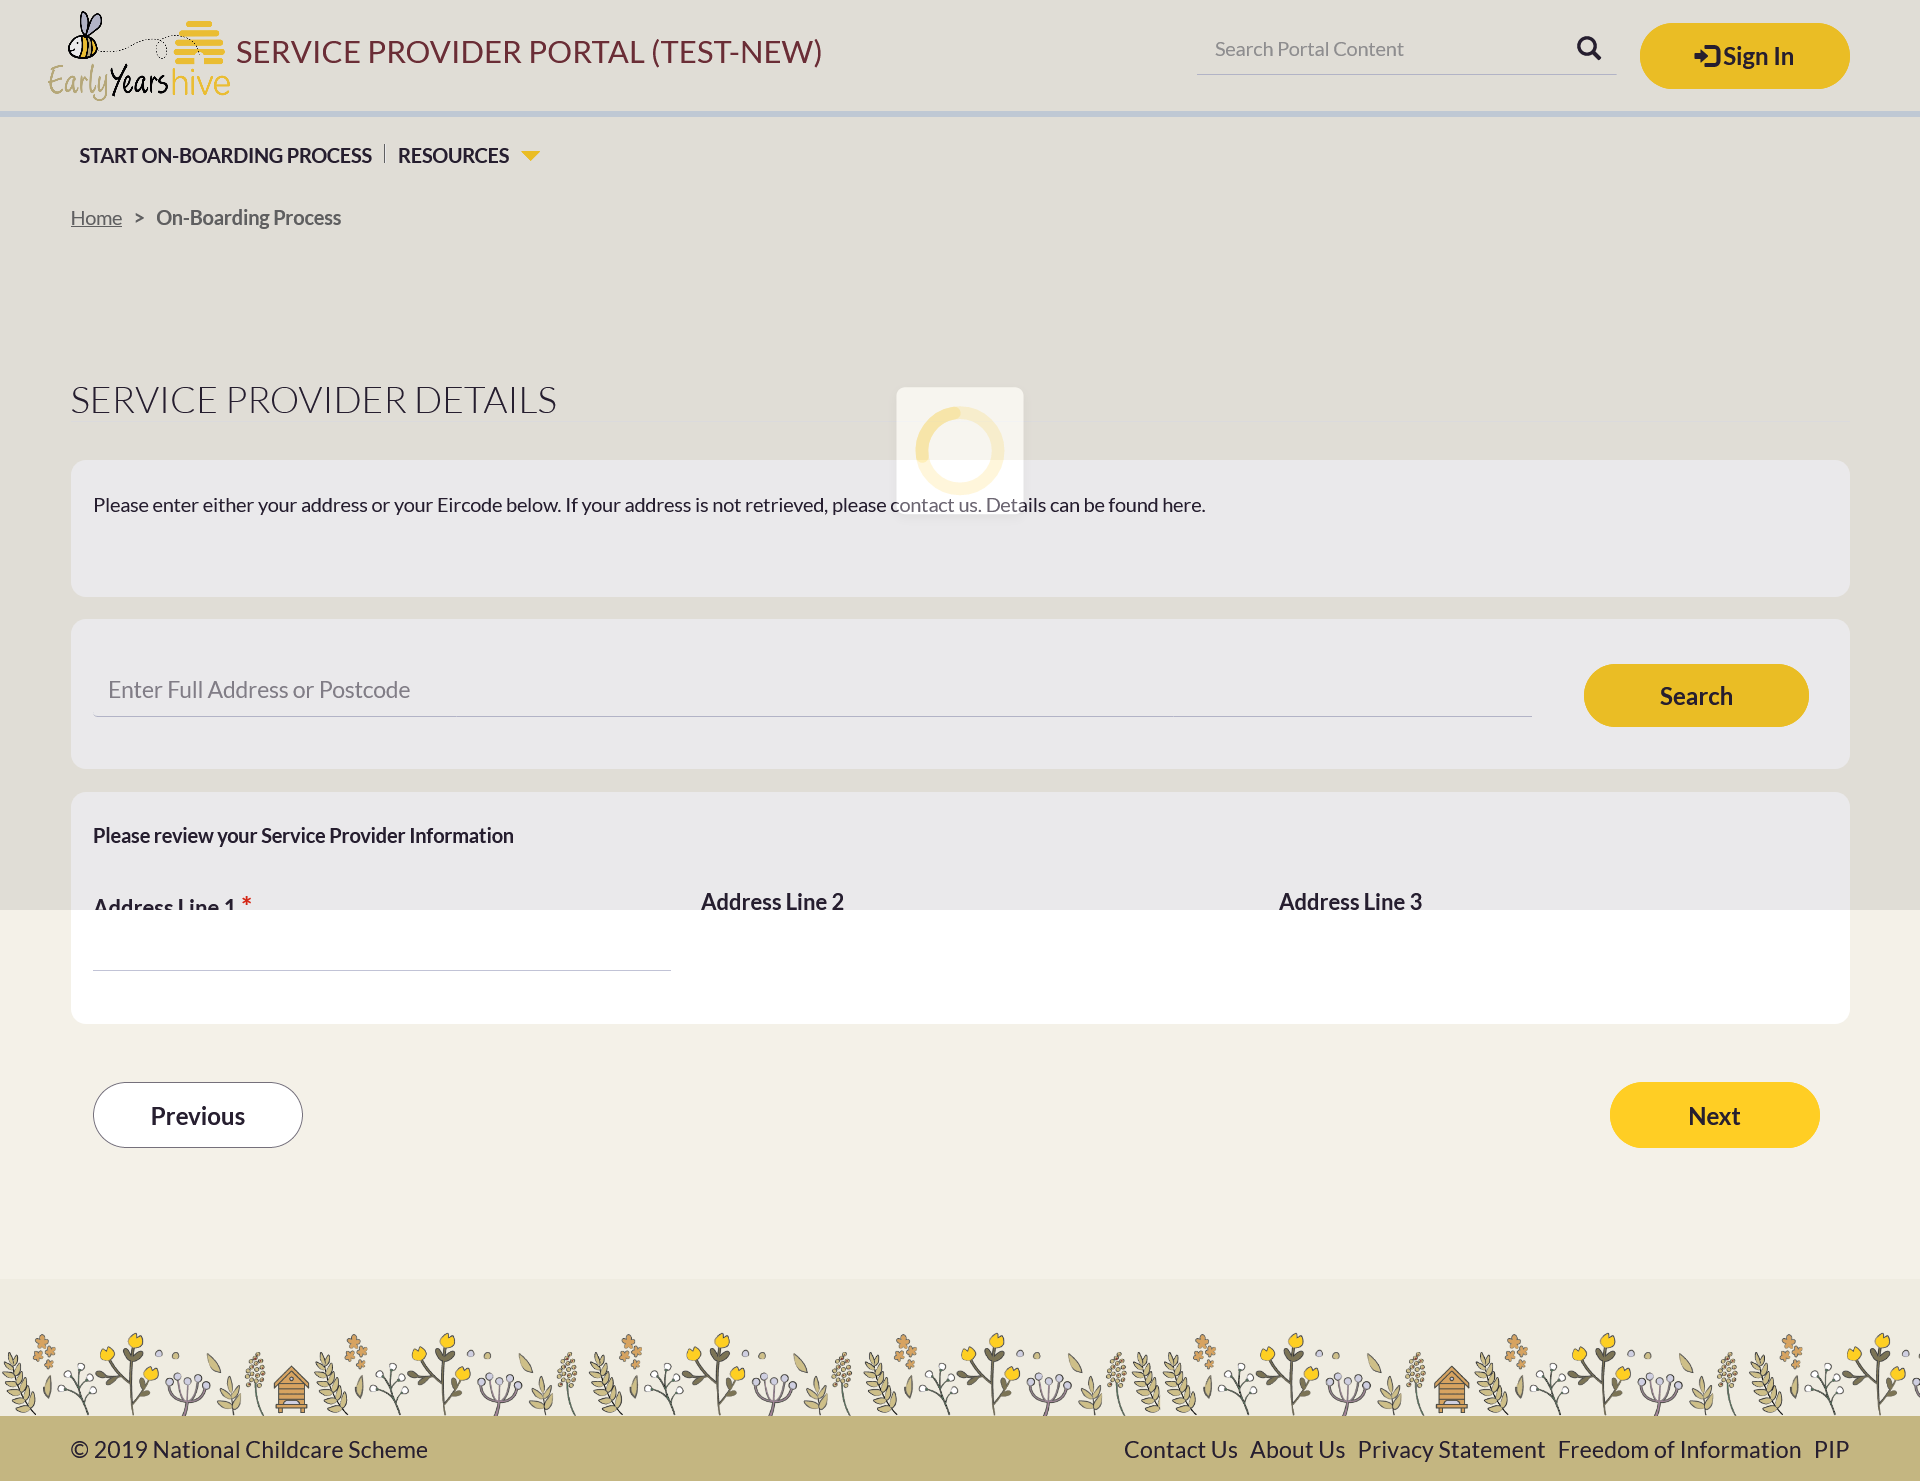 Early Years hive
SERVICE PROVIDER PORTAL (TEST-NEW)
Search Portal Content
Sign In
START ON-BOARDING PROCESS
RESOURCES
Home > On-Boarding Process
SERVICE PROVIDER DETAILS
Please enter either your address or your Eircode below. If your address is not retrieved, please contact us. Details can be found here.
Enter Full Address or Postcode
Search
Please review your Service Provider Information
Address Line 1 *
Address Line 2
Address Line 3
Previous
Next
© 2019 National Childcare Scheme
Contact Us About Us Privacy Statement Freedom of Information PIP